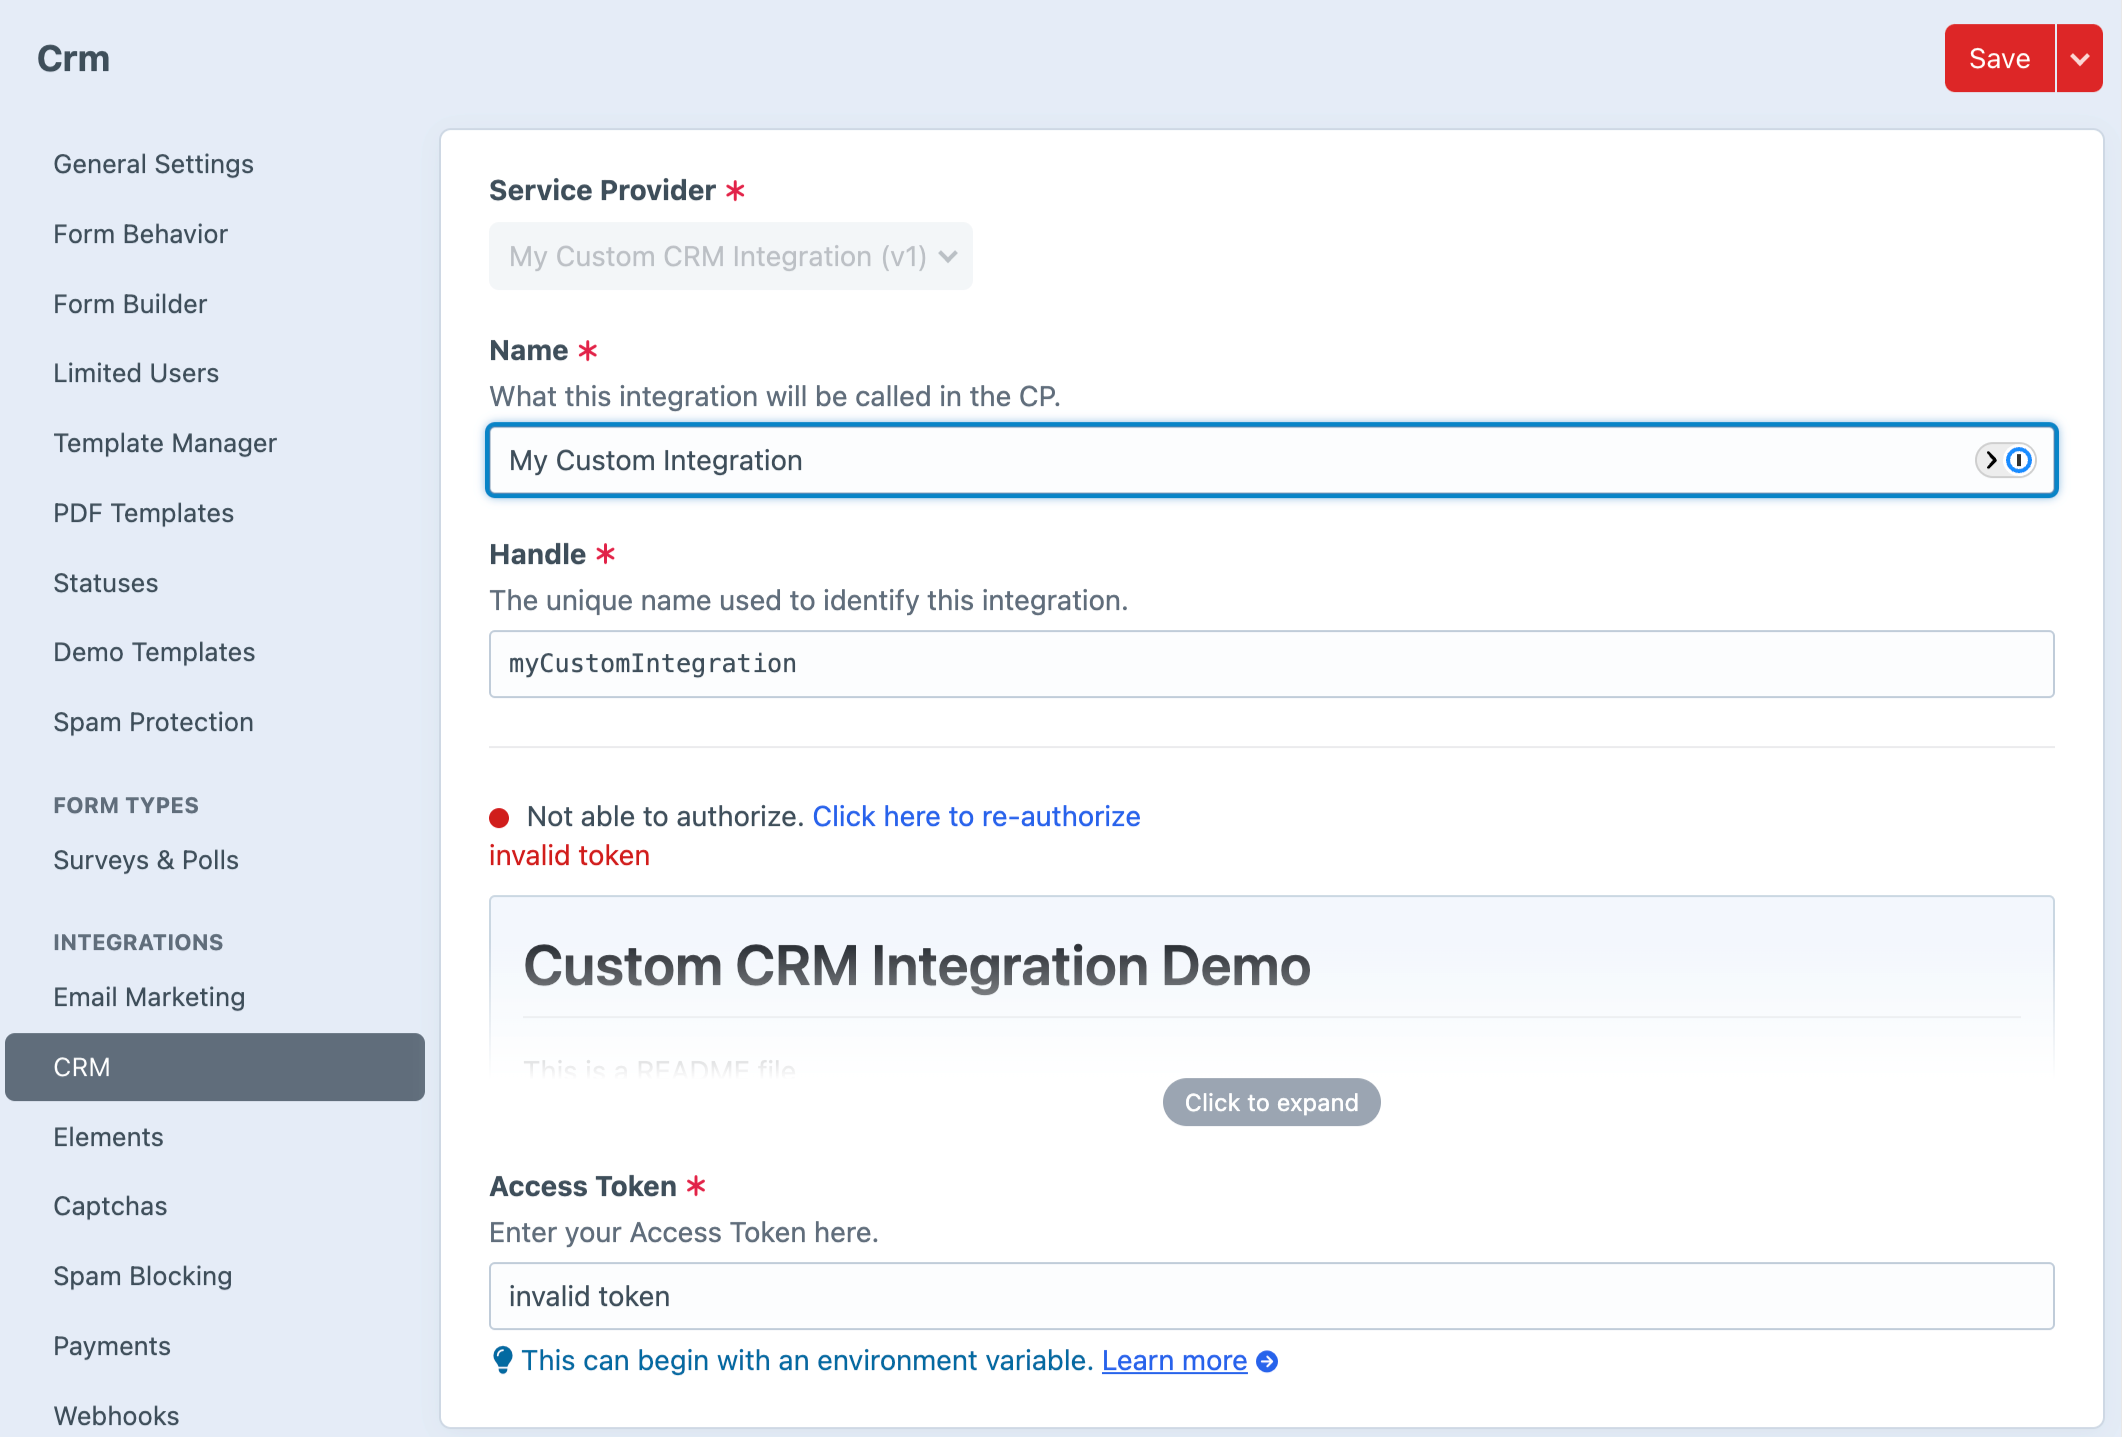 Crm
Save
General Settings
Form Behavior
Form Builder
Limited Users
Template Manager
PDF Templates
Statuses
Demo Templates
Spam Protection
FORM TYPES
Surveys & Polls
INTEGRATIONS
Email Marketing
CRM
Elements
Captchas
Spam Blocking
Payments
Webhooks
Service Provider *
My Custom CRM Integration (v1)
Name *
What this integration will be called in the CP.
My Custom Integration
Handle *
The unique name used to identify this integration.
myCustomIntegration
Not able to authorize. Click here to re-authorize
invalid token
Custom CRM Integration Demo
This is a README file
Click to expand
Access Token *
Enter your Access Token here.
invalid token
This can begin with an environment variable. Learn more